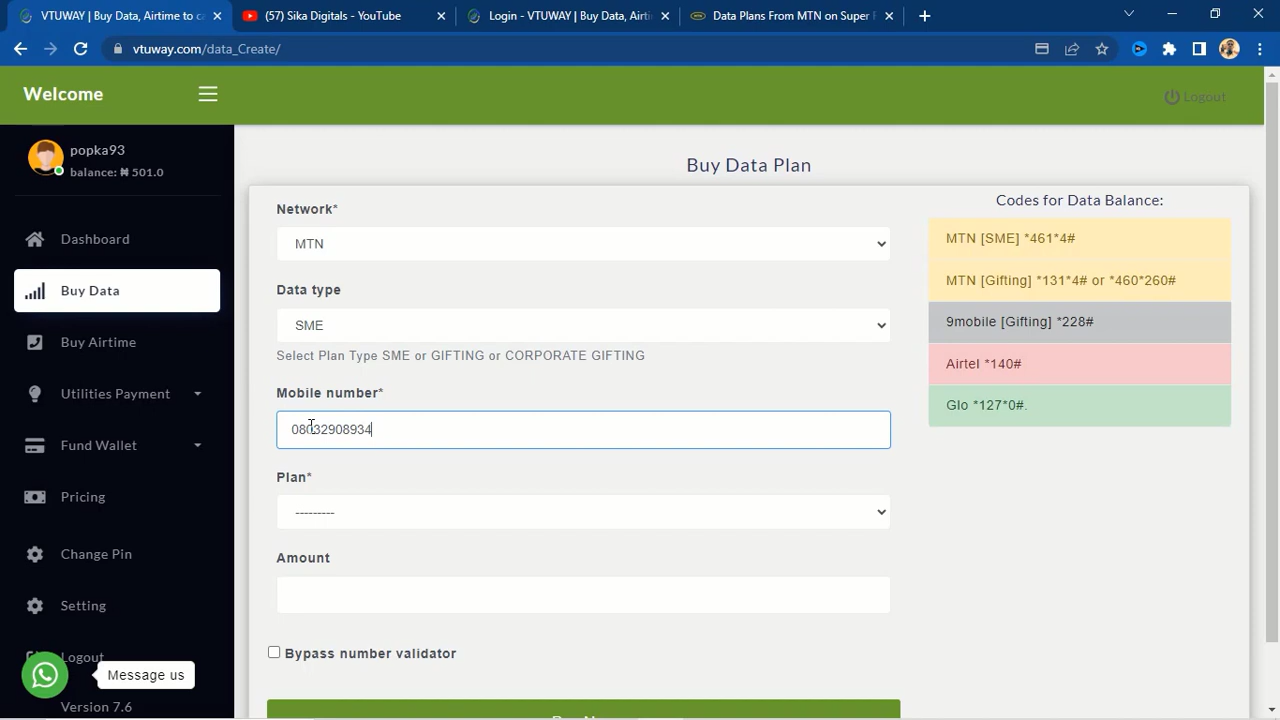 VTUWAY | Buy Data, Airtime to ca
(57) Sika Digitals - YouTube
Login - VTUWAY | Buy Data, Airtin
Data Plans From MTN on Super F
vtuway.com/data_Create/
Welcome
Logout
popka93
balance: ₦ 501.0
Dashboard
Buy Data
Buy Airtime
Utilities Payment
Fund Wallet
Pricing
Change Pin
Setting
Logout
Message us
Version 7.6
Buy Data Plan
Network*
MTN
Data type
SME
Select Plan Type SME or GIFTING or CORPORATE GIFTING
Mobile number*
08032908934
Plan*
---------
Amount
Bypass number validator
Codes for Data Balance:
MTN [SME] *461*4#
MTN [Gifting] *131*4# or *460*260#
9mobile [Gifting] *228#
Airtel *140#
Glo *127*0#.